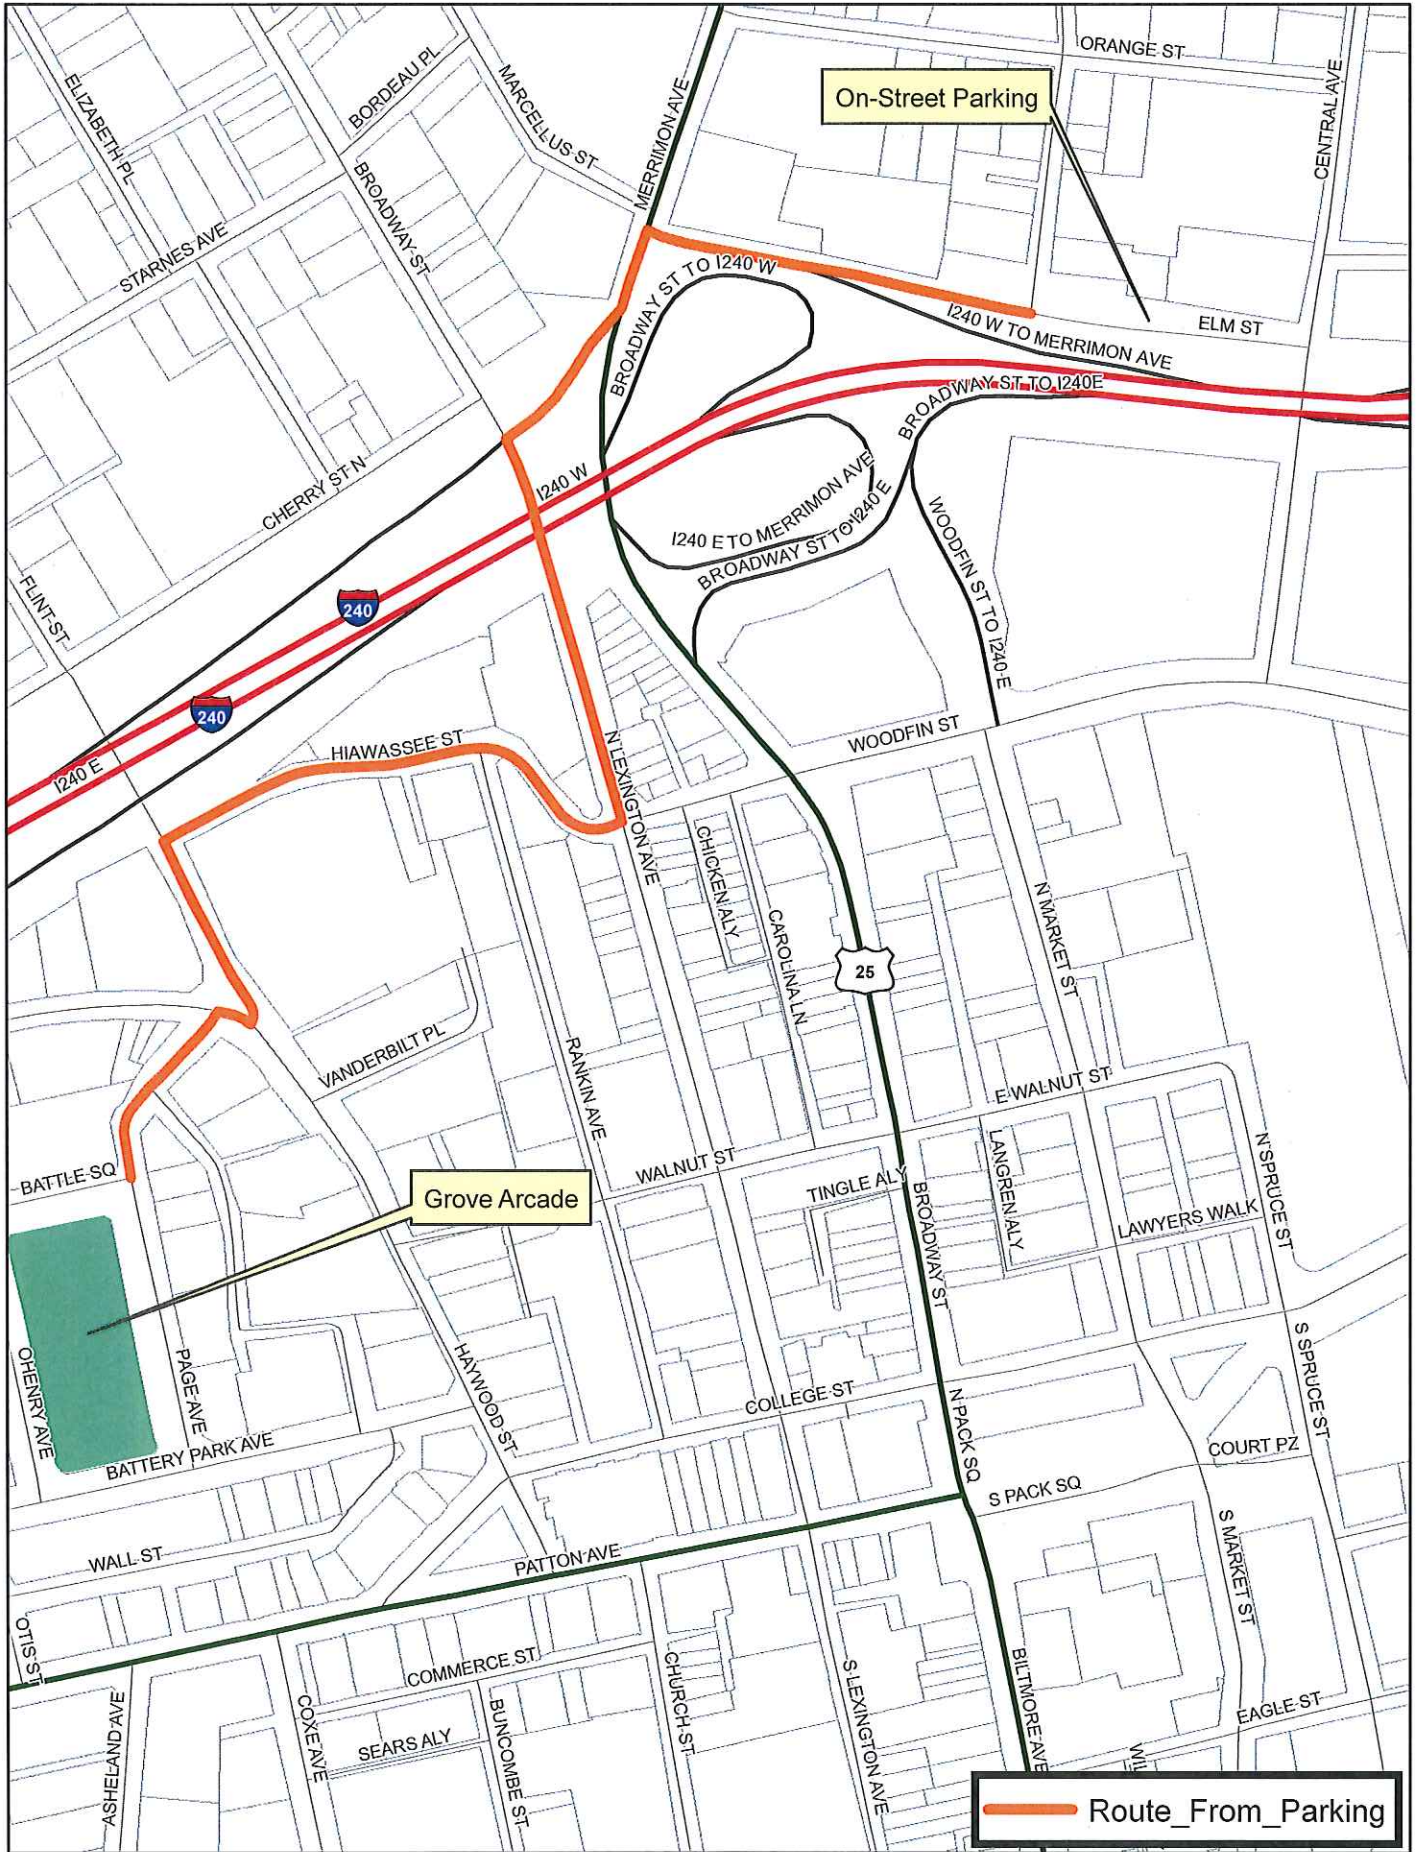 ORANGE ST
ELIZABETH PL
BORDEAU PL
MARCELLUS ST
MERRIMON AVE
On-Street Parking
CENTRAL AVE
BROADWAY ST
STARNES AVE
BROADWAY ST TO I240 W
I240 W TO MERRIMON AVE
ELM ST
BROADWAY ST TO I240E
CHERRY ST N
I240 W
I240 E TO MERRIMON AVE
BROADWAY ST TO I240 E
WOODFIN ST TO I240 E
FLINT ST
240
240
I240 E
HIAWASSEE ST
N LEXINGTON AVE
WOODFIN ST
CHICKEN ALY
CAROLINA LN
N MARKET ST
25
VANDERBILT PL
RANKIN AVE
E WALNUT ST
BATTLE SQ
Grove Arcade
WALNUT ST
TINGLE ALY
LANGREN ALY
N SPRUCE ST
LAWYERS WALK
BROADWAY ST
OHENRY AVE
PAGE AVE
HAYWOOD ST
S SPRUCE ST
COLLEGE ST
N PACK SQ
BATTERY PARK AVE
COURT PZ
S PACK SQ
WALL ST
PATTON AVE
S MARKET ST
OTIS ST
COMMERCE ST
CHURCH ST
S LEXINGTON AVE
BILTMORE AVE
EAGLE ST
ASHELAND AVE
COXE AVE
SEARS ALY
BUNCOMBE ST
WIL
Route_From_Parking